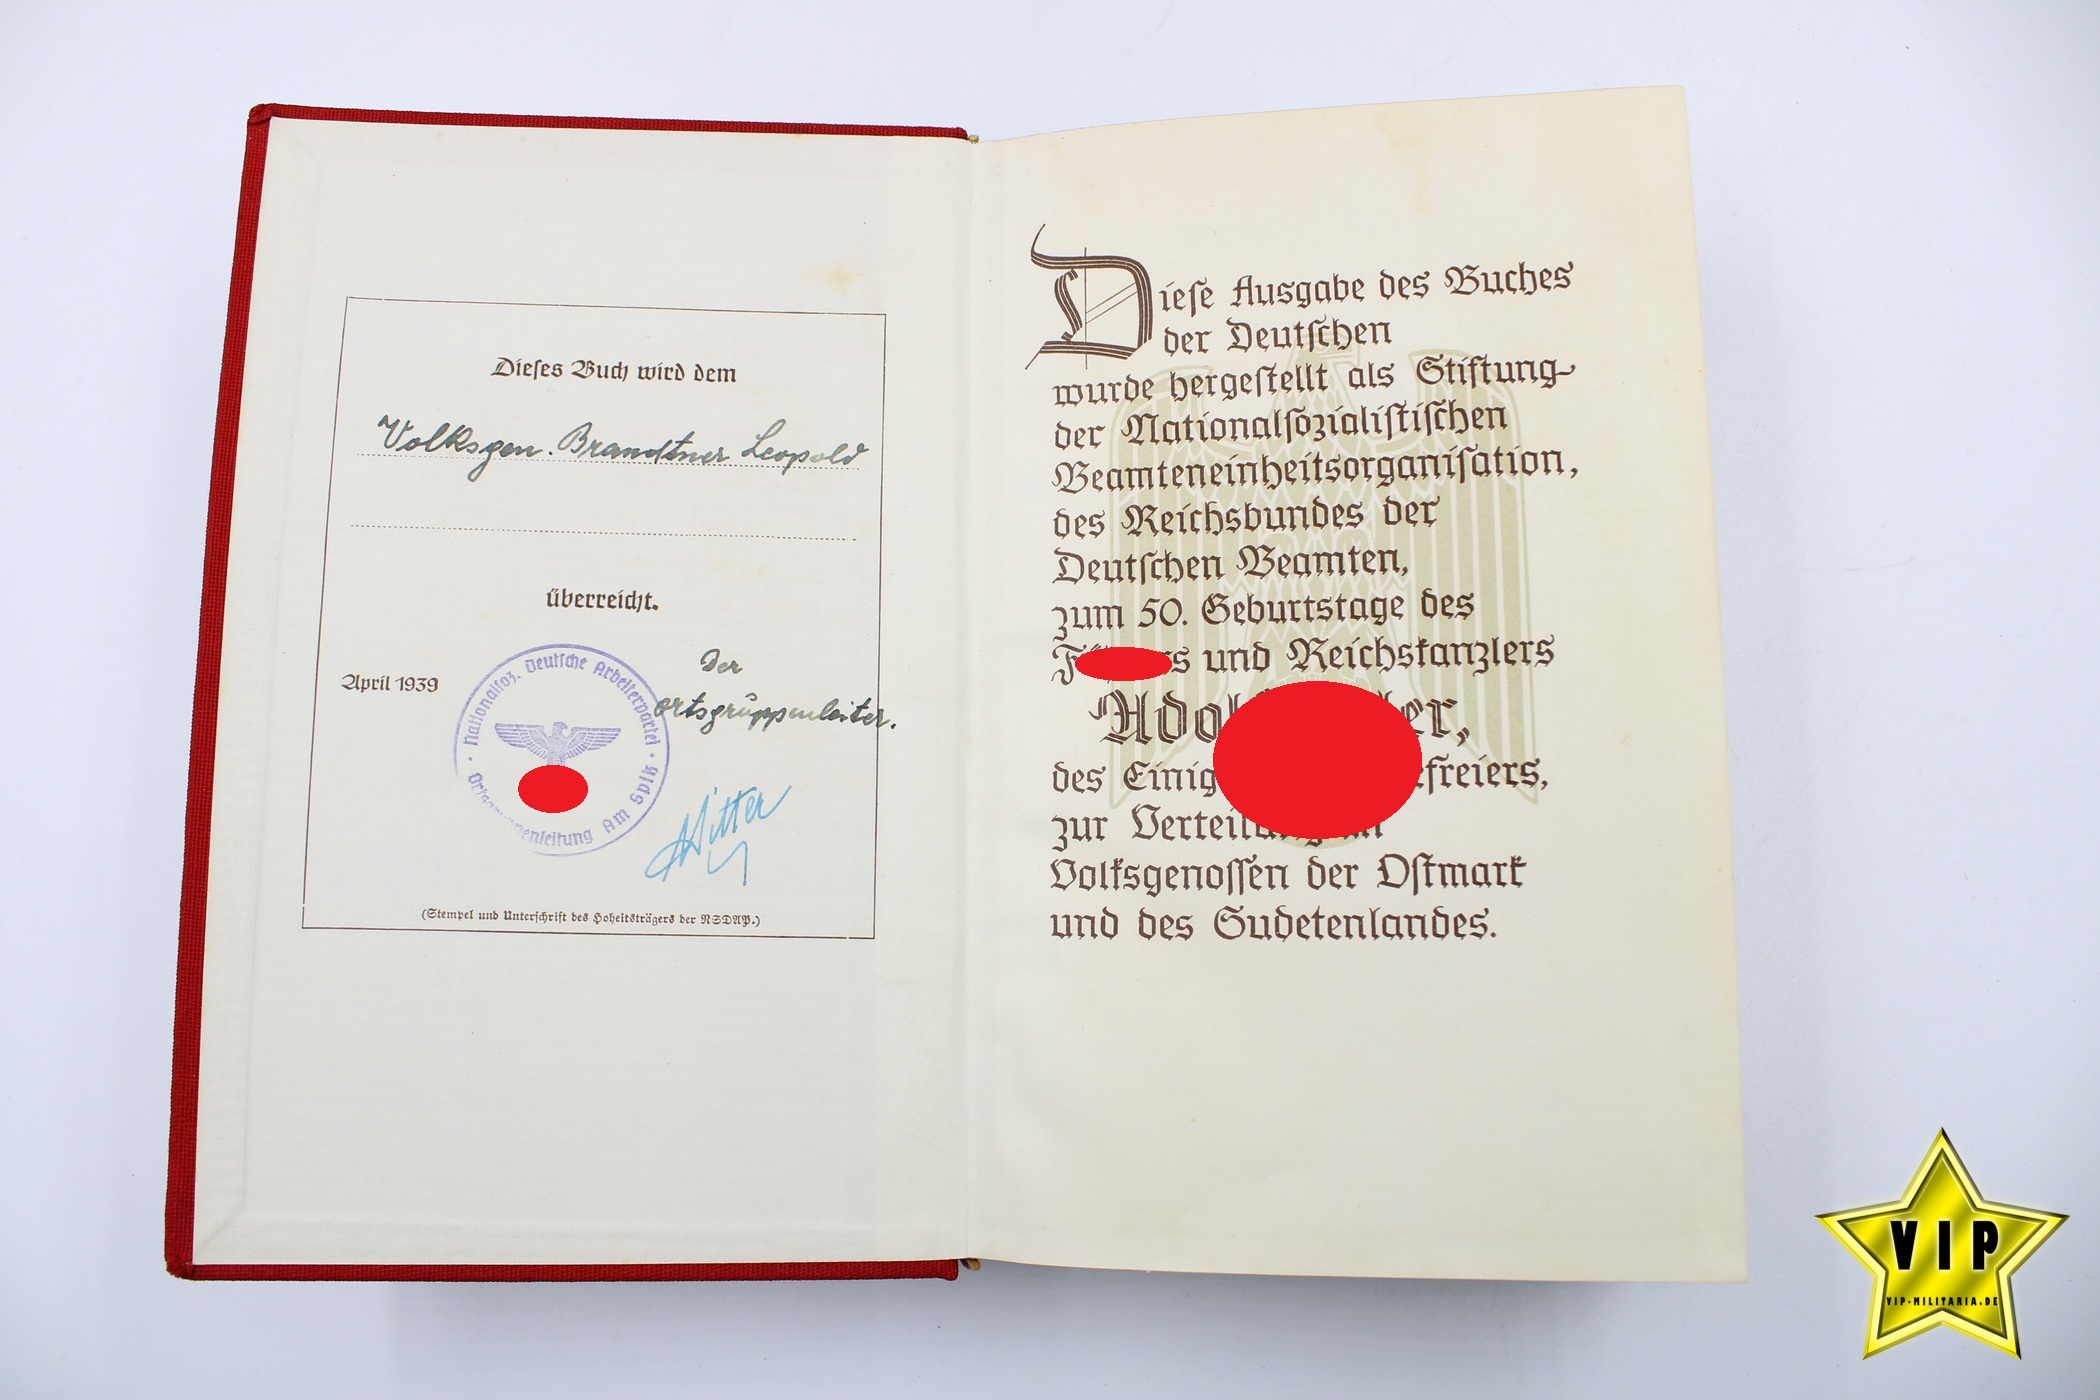 Dieses Buch wird dem
Volksgen. Brandtner Leopold
überreicht.
April 1939
Der
Ortsgruppenleiter.
Nationalsoz. Deutsche Arbeiterpartei
Am Spitz
(Stempel und Unterschrift des Hoheitsträgers der NSDAP.)
Diese Ausgabe des Buches
der Deutschen
wurde hergestellt als Stiftung
der Nationalsozialistischen
Beamteneinheitsorganisation,
des Reichsbundes der
Deutschen Beamten,
zum 50. Geburtstage des
und Reichskanzlers
des
zur
Volksgenossen der Ostmark
und des Sudetenlandes.
VIP
VIP-MILITARIA.DE